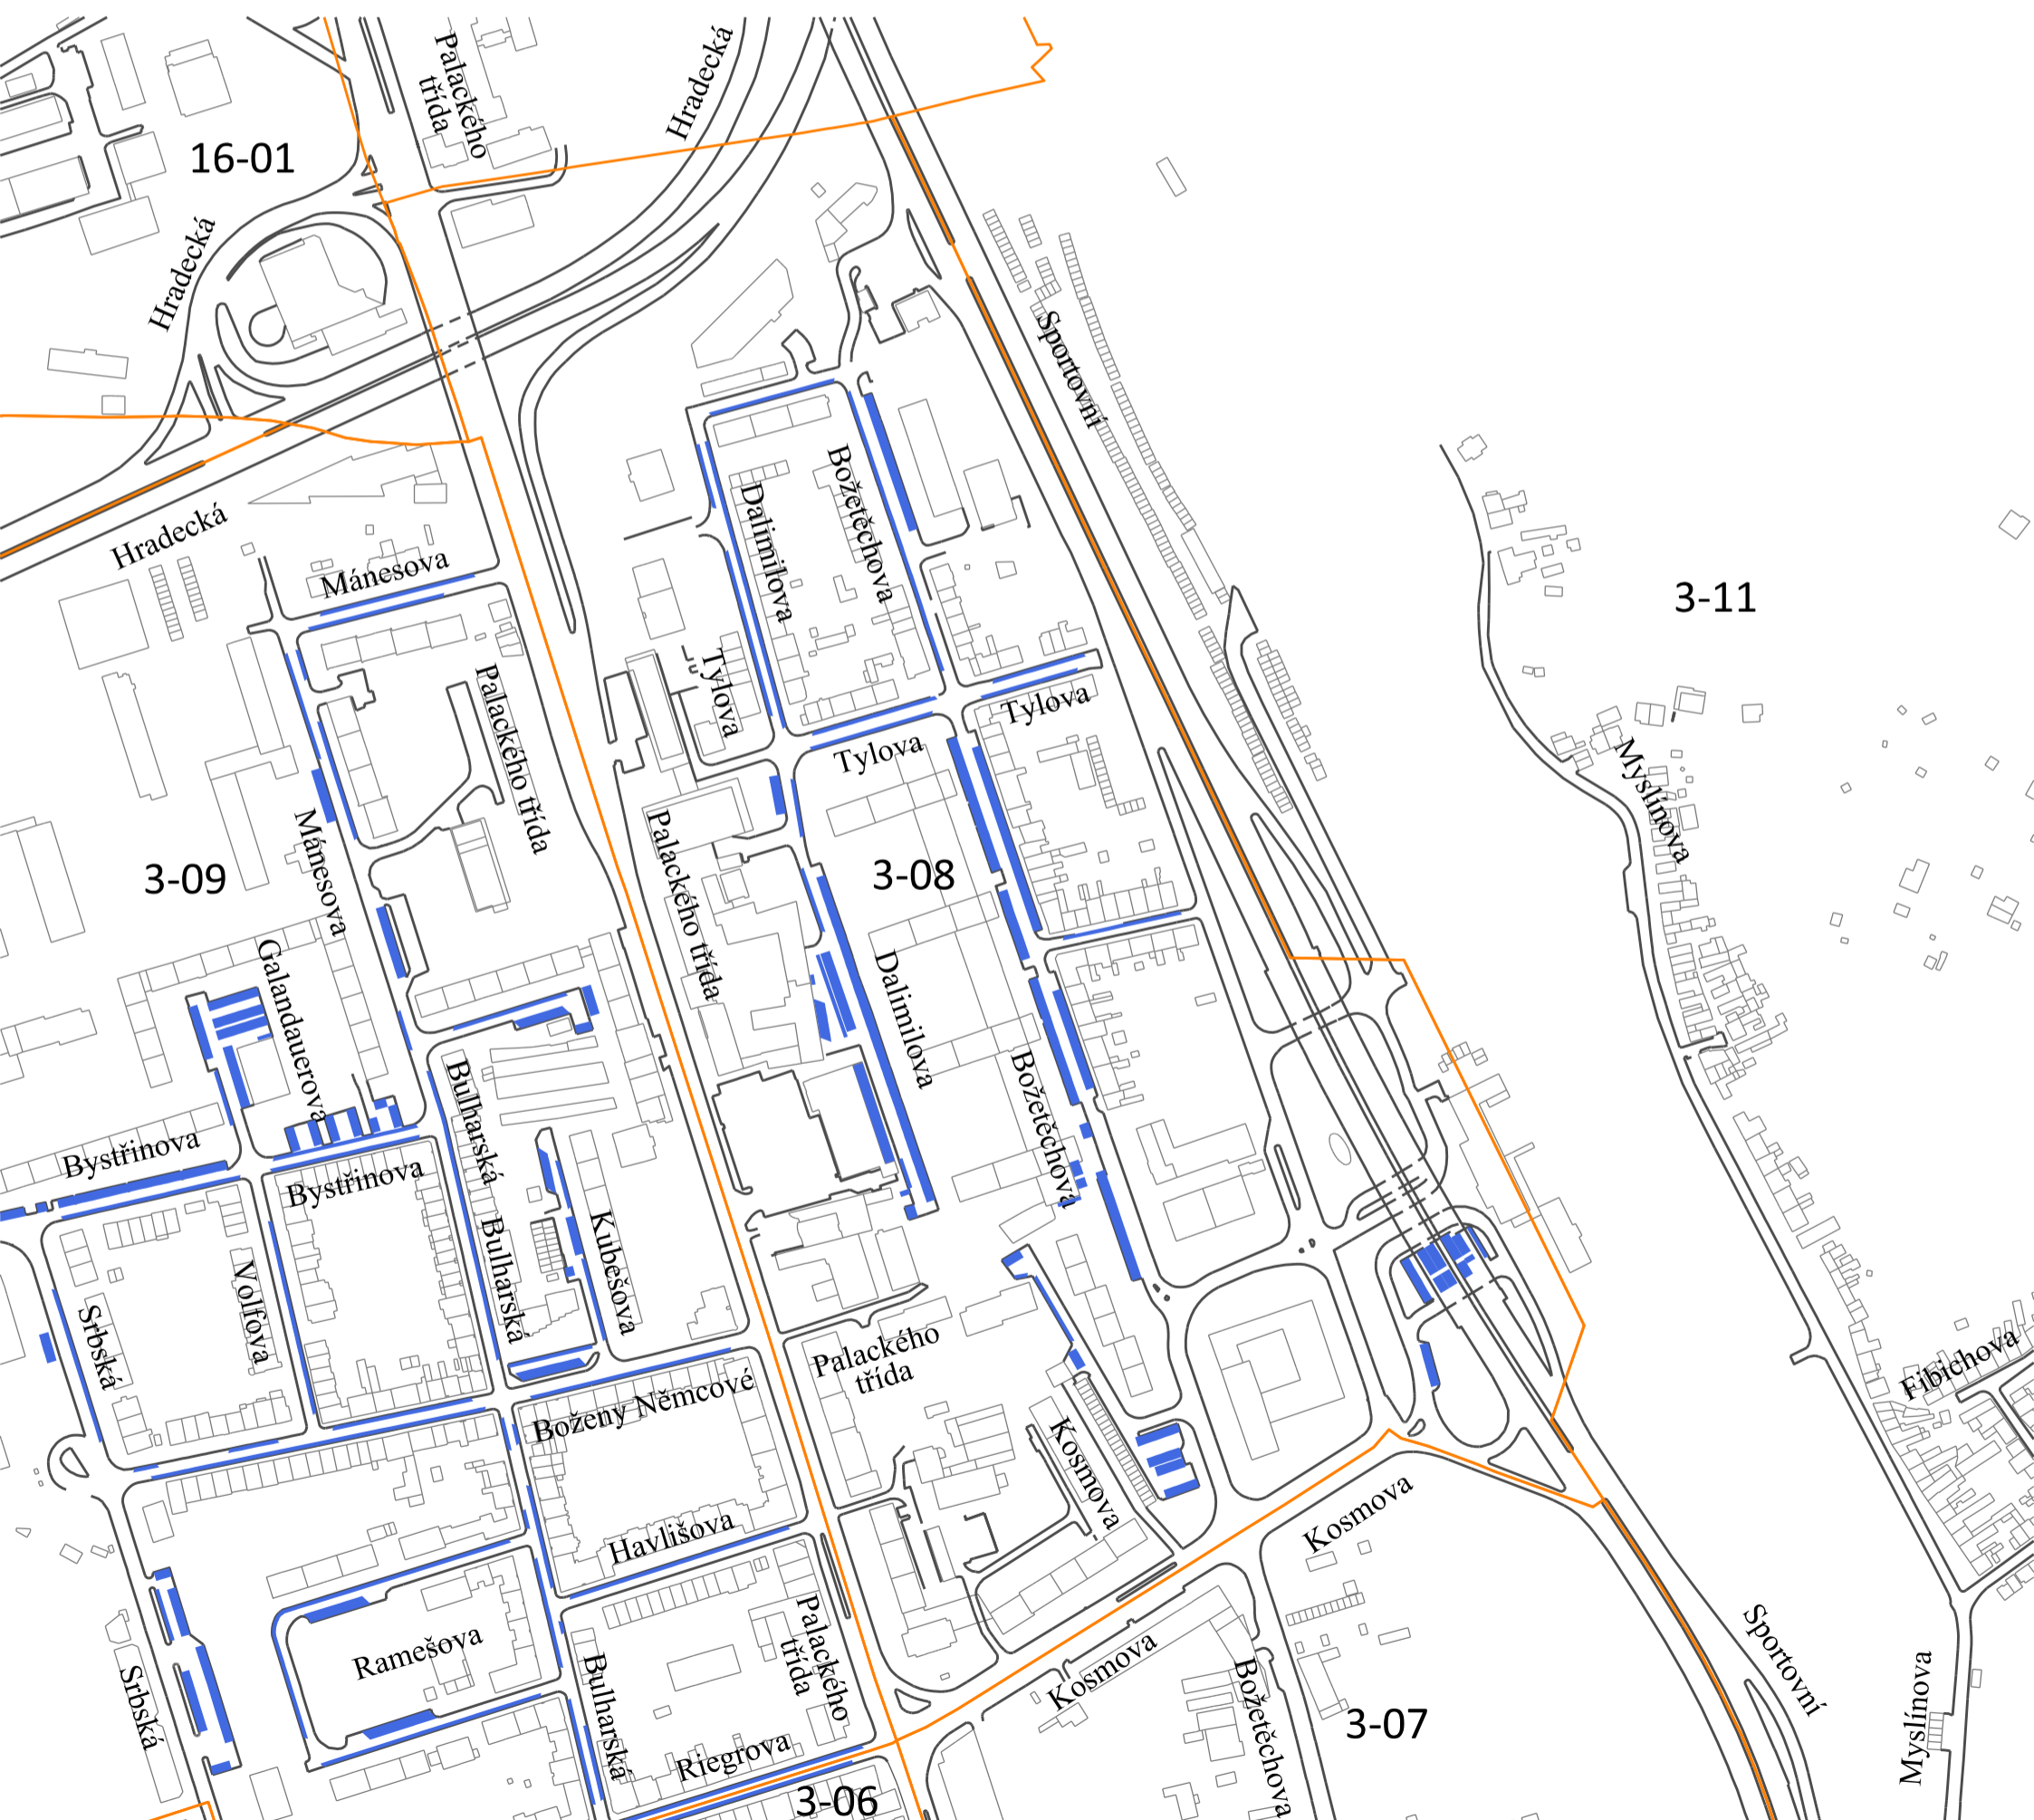 Palackého
třída
Hradecká
16-01
Hradecká
Sportovní
Hradecká
Mánesova
Dalimilova
Božetěchova
3-11
Palackého třída
Tylova
Tylova
Tylova
Myslínova
Mánesova
Palackého třída
3-09
3-08
Galandauerova
Dalimilova
Božetěchova
Bulharská
Bystřinova
Bystřinova
Bulharská
Kubešova
Volfova
Srbská
Palackého
třída
Fibichova
Boženy Němcové
Kosmova
Kosmova
Havlišova
Ramešova
Palackého
třída
Srbská
Bulharská
Kosmova
Božetěchova
Sportovní
Myslínova
3-07
Riegrova
3-06